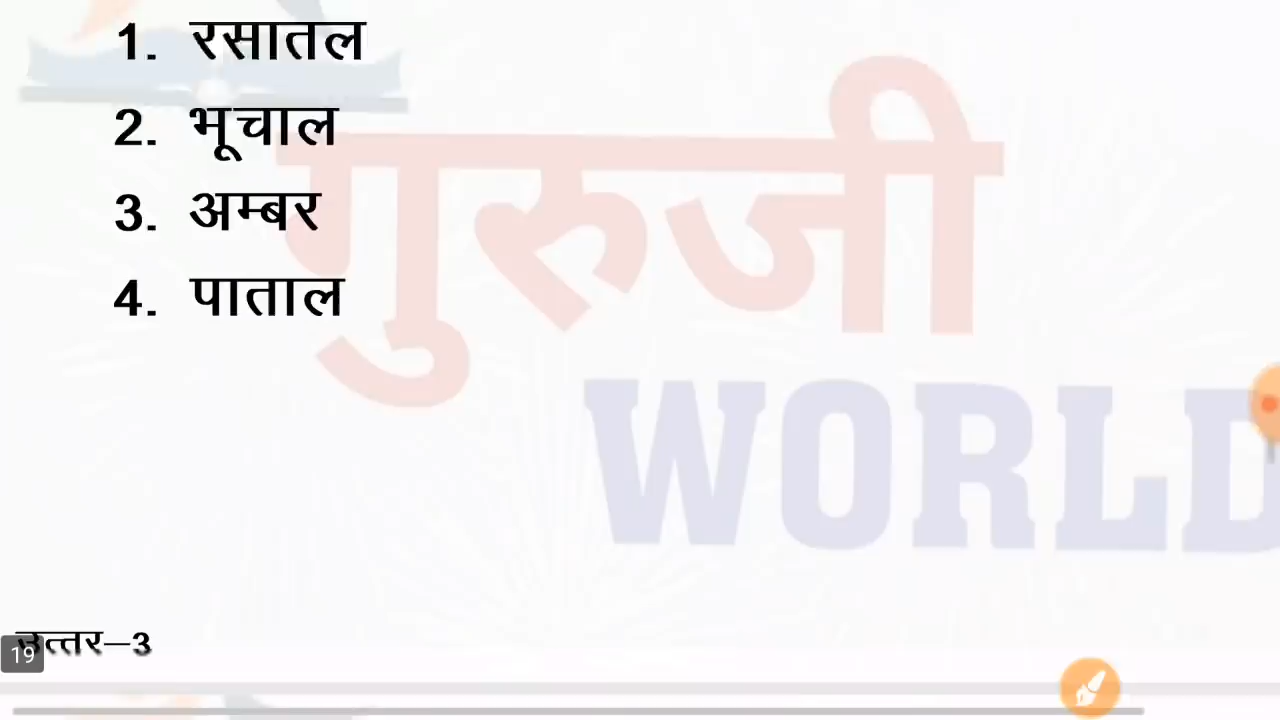 1. रसातल
2. भूचाल
3. अम्बर
4. पाताल
गुरुजी
WORLD
उत्तर–3
19